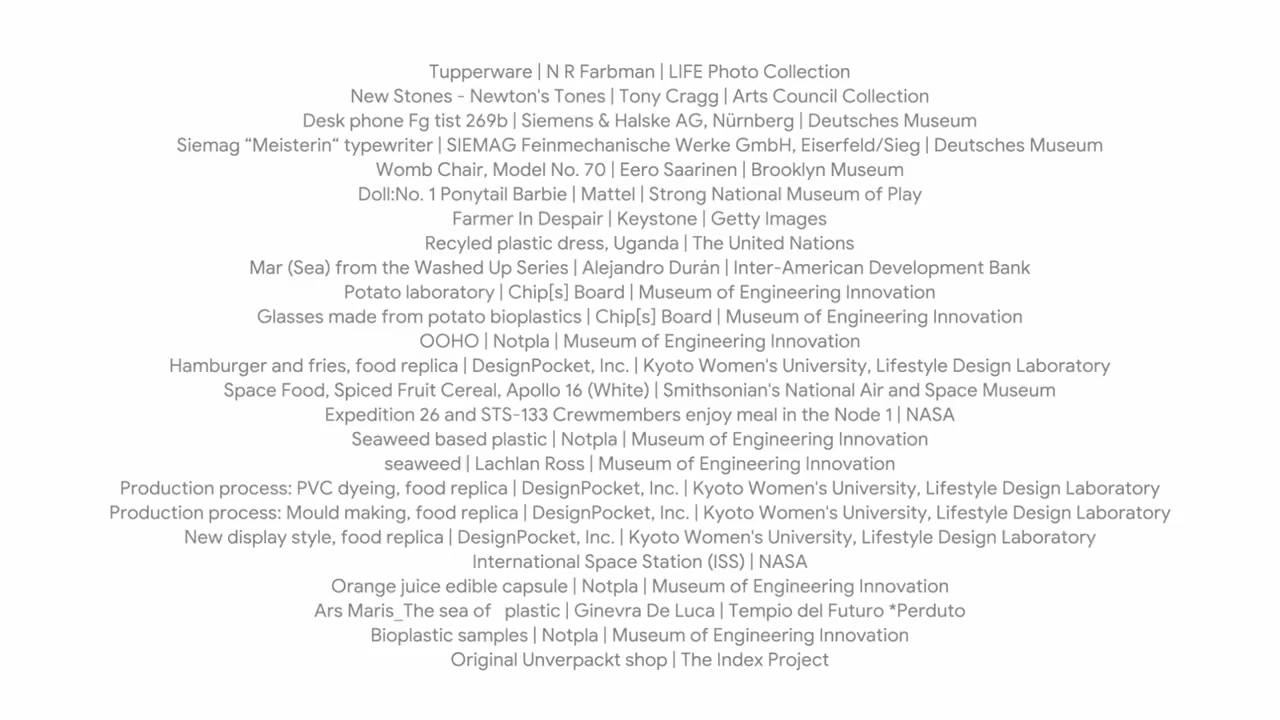 Tupperware | N R Farbman | LIFE Photo Collection
New Stones - Newton's Tones | Tony Cragg | Arts Council Collection
Desk phone Fg tist 269b | Siemens & Halske AG, Nürnberg | Deutsches Museum
Siemag “Meisterin“ typewriter | SIEMAG Feinmechanische Werke GmbH, Eiserfeld/Sieg | Deutsches Museum
Womb Chair, Model No. 70 | Eero Saarinen | Brooklyn Museum
Doll:No. 1 Ponytail Barbie | Mattel | Strong National Museum of Play
Farmer In Despair | Keystone | Getty Images
Recyled plastic dress, Uganda | The United Nations
Mar (Sea) from the Washed Up Series | Alejandro Durán | Inter-American Development Bank
Potato laboratory | Chip[s] Board | Museum of Engineering Innovation
Glasses made from potato bioplastics | Chip[s] Board | Museum of Engineering Innovation
OOHO | Notpla | Museum of Engineering Innovation
Hamburger and fries, food replica | DesignPocket, Inc. | Kyoto Women's University, Lifestyle Design Laboratory
Space Food, Spiced Fruit Cereal, Apollo 16 (White) | Smithsonian's National Air and Space Museum
Expedition 26 and STS-133 Crewmembers enjoy meal in the Node 1 | NASA
Seaweed based plastic | Notpla | Museum of Engineering Innovation
seaweed | Lachlan Ross | Museum of Engineering Innovation
Production process: PVC dyeing, food replica | DesignPocket, Inc. | Kyoto Women's University, Lifestyle Design Laboratory
Production process: Mould making, food replica | DesignPocket, Inc. | Kyoto Women's University, Lifestyle Design Laboratory
New display style, food replica | DesignPocket, Inc. | Kyoto Women's University, Lifestyle Design Laboratory
International Space Station (ISS) | NASA
Orange juice edible capsule | Notpla | Museum of Engineering Innovation
Ars Maris_The sea of  plastic | Ginevra De Luca | Tempio del Futuro *Perduto
Bioplastic samples | Notpla | Museum of Engineering Innovation
Original Unverpackt shop | The Index Project